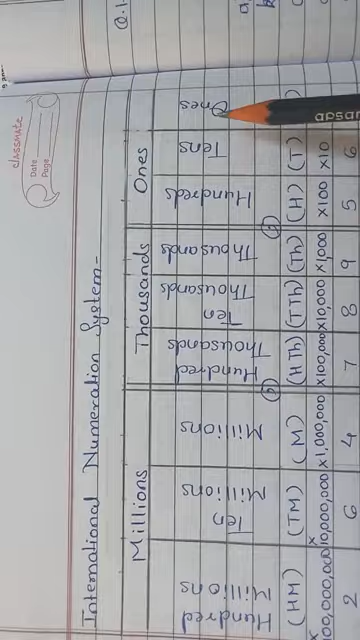 classmate
Date
Page
International Numeration System-
Millions Thousands Ones
Hundred Ten Millions Hundred Ten Thousands Hundreds Tens Ones
Millions Millions Thousands Thousands
(HM) (TM) (M) , (HTh) (TTh) (Th) , (H) (T)
100,000,000 x10,000,000 x1,000,000 x100,000 x10,000 x1,000 x100 x10
2 6 4 7 8 9 5 6
Q.1.